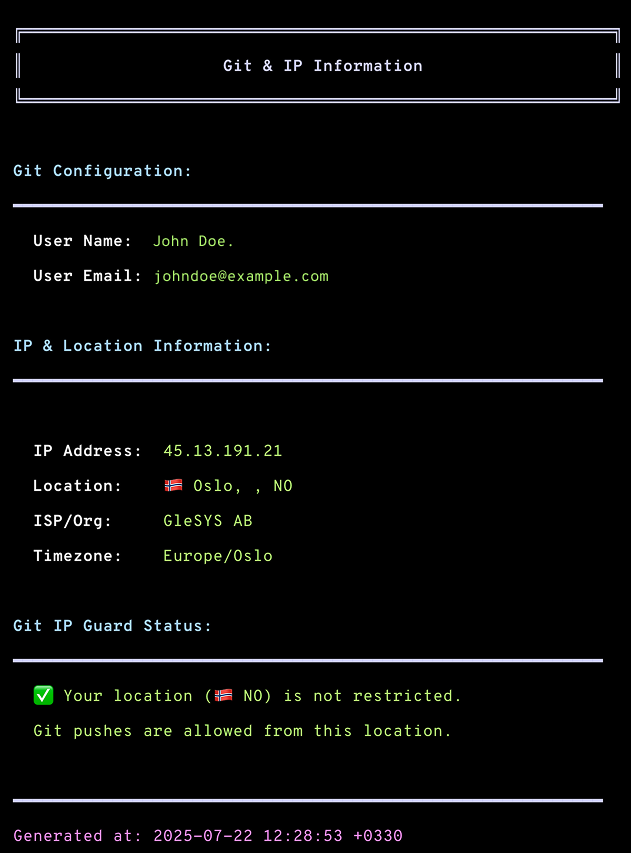 Git & IP Information
Git Configuration:
User Name: John Doe.
User Email: johndoe@example.com
IP & Location Information:
IP Address: 45.13.191.21
Location: 🇳🇴 Oslo, , NO
ISP/Org: GleSYS AB
Timezone: Europe/Oslo
Git IP Guard Status:
✅ Your location (🇳🇴 NO) is not restricted.
Git pushes are allowed from this location.
Generated at: 2025-07-22 12:28:53 +0330